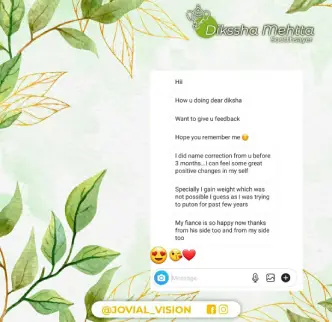 Dikssha Mehtta
Soothsayer
Hii
How u doing dear diksha
Want to give u feedback
Hope you remember me
I did name correction from u before
3 months...I can feel some great
positive changes in my self
Specially I gain weight which was
not possible I guess as I was trying
to puton for past few years
My fiance is so happy now thanks
from his side too and from my side
too
Message...
@JOVIAL_VISION